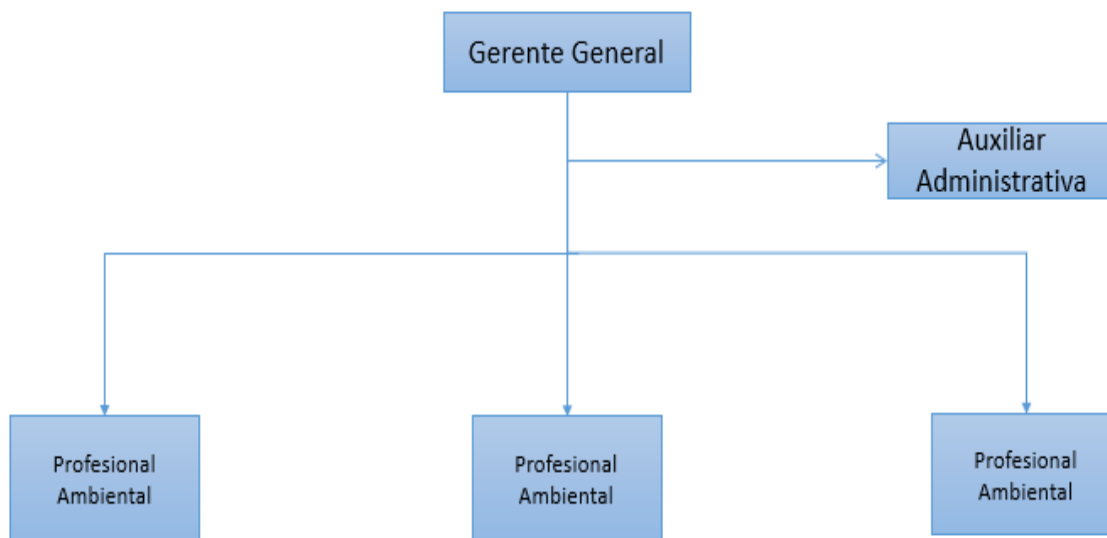 Gerente General
Auxiliar
Administrativa
Profesional
Ambiental
Profesional
Ambiental
Profesional
Ambiental